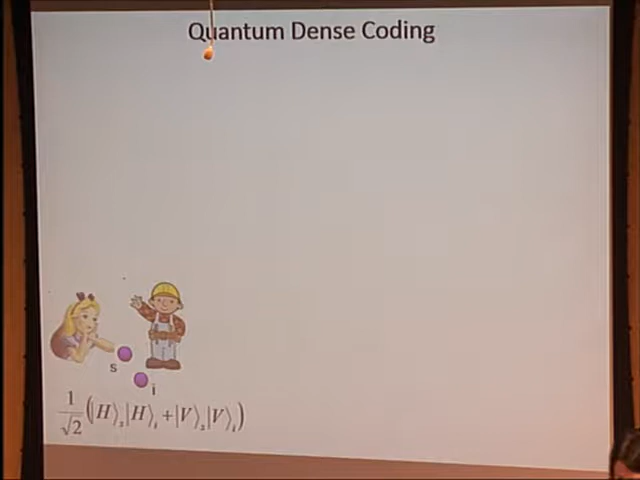 Quantum Dense Coding
s
i
1/√2 (|H⟩ₛ|H⟩ᵢ + |V⟩ₛ|V⟩ᵢ)